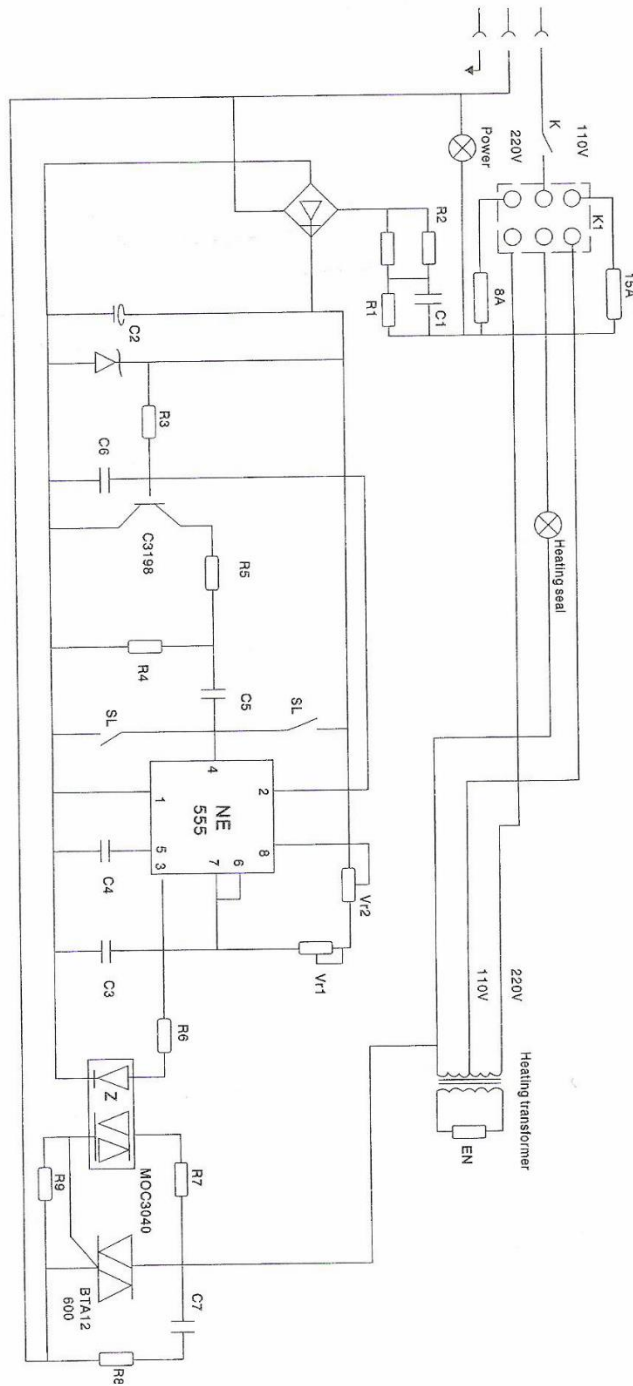 110V
K
220V
Power
K1
15A
8A
R2
R1
C1
C2
R3
C6
C3198
R5
R4
C5
SL
SL
Heating seal
4
2
NE
555
1
8
5
3
7
6
C4
Vr2
C3
Vr1
220V
110V
Heating transformer
EN
R6
Z
MOC3040
R7
R9
BTA12
600
C7
R8